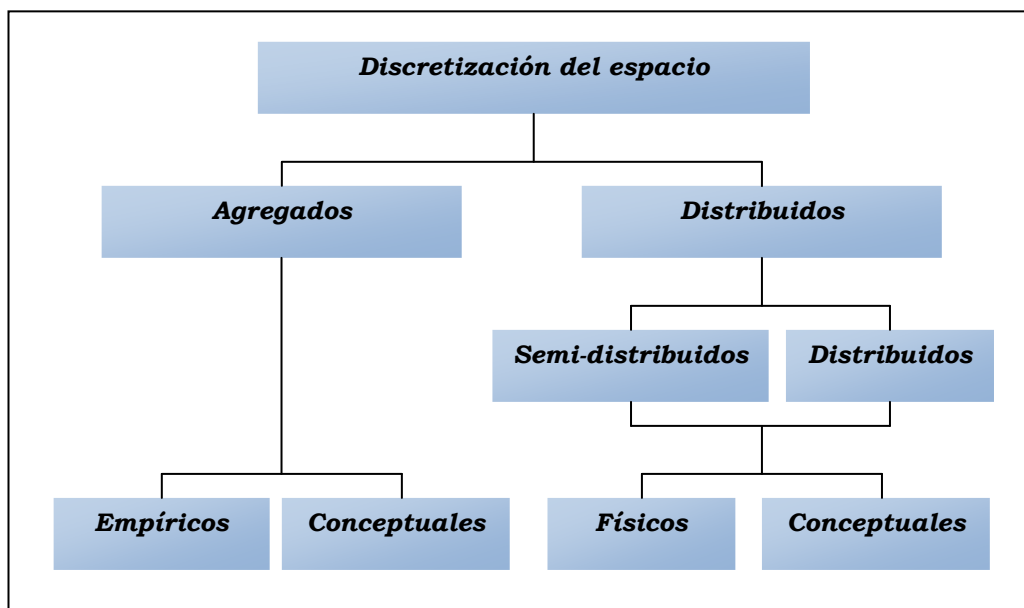 Discretización del espacio
Agregados
Distribuidos
Semi-distribuidos
Distribuidos
Empíricos
Conceptuales
Físicos
Conceptuales